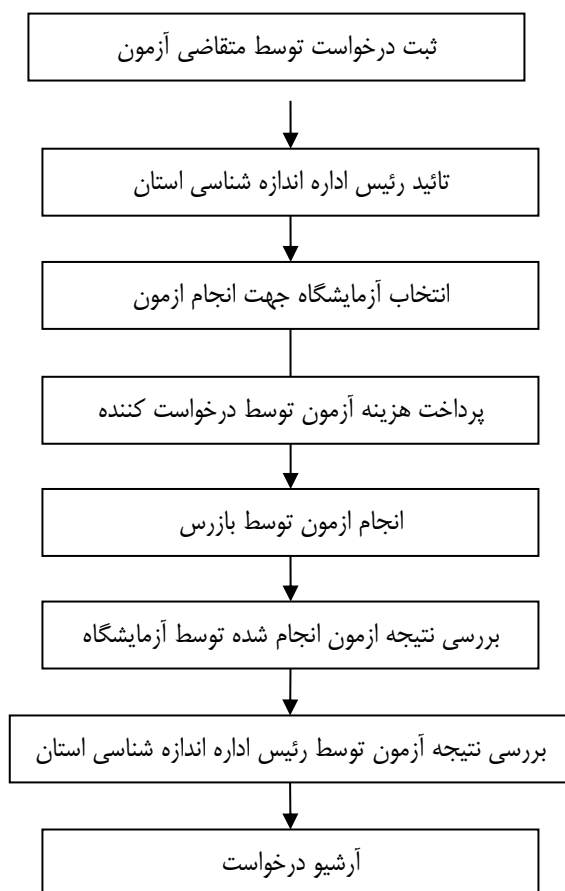 ثبت درخواست توسط متقاضی آزمون
تائید رئیس اداره اندازه شناسی استان
انتخاب آزمایشگاه جهت انجام ازمون
پرداخت هزینه آزمون توسط درخواست کننده
انجام ازمون توسط بازرس
بررسی نتیجه ازمون انجام شده توسط آزمایشگاه
بررسی نتیجه آزمون توسط رئیس اداره اندازه شناسی استان
آرشیو درخواست